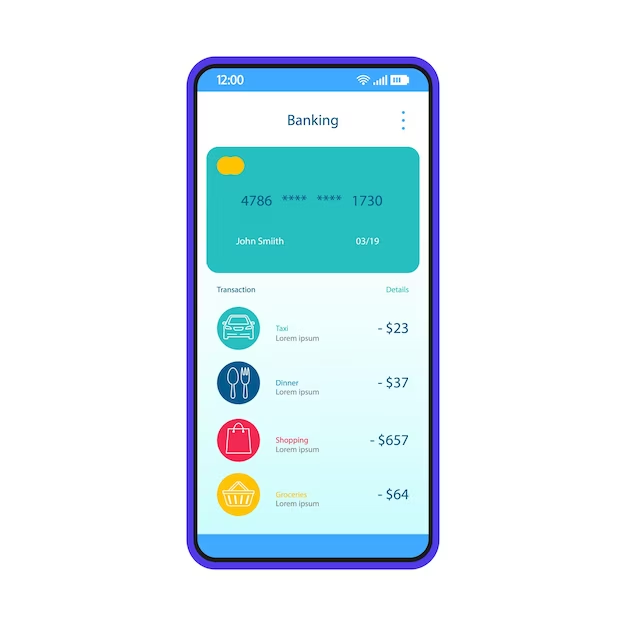 12:00
Banking
4786 **** **** 1730
John Smiith 03/19
Transaction Details
Taxi - $23
Lorem ipsum
Dinner - $37
Lorem ipsum
Shopping - $657
Lorem ipsum
Groceries - $64
Lorem ipsum